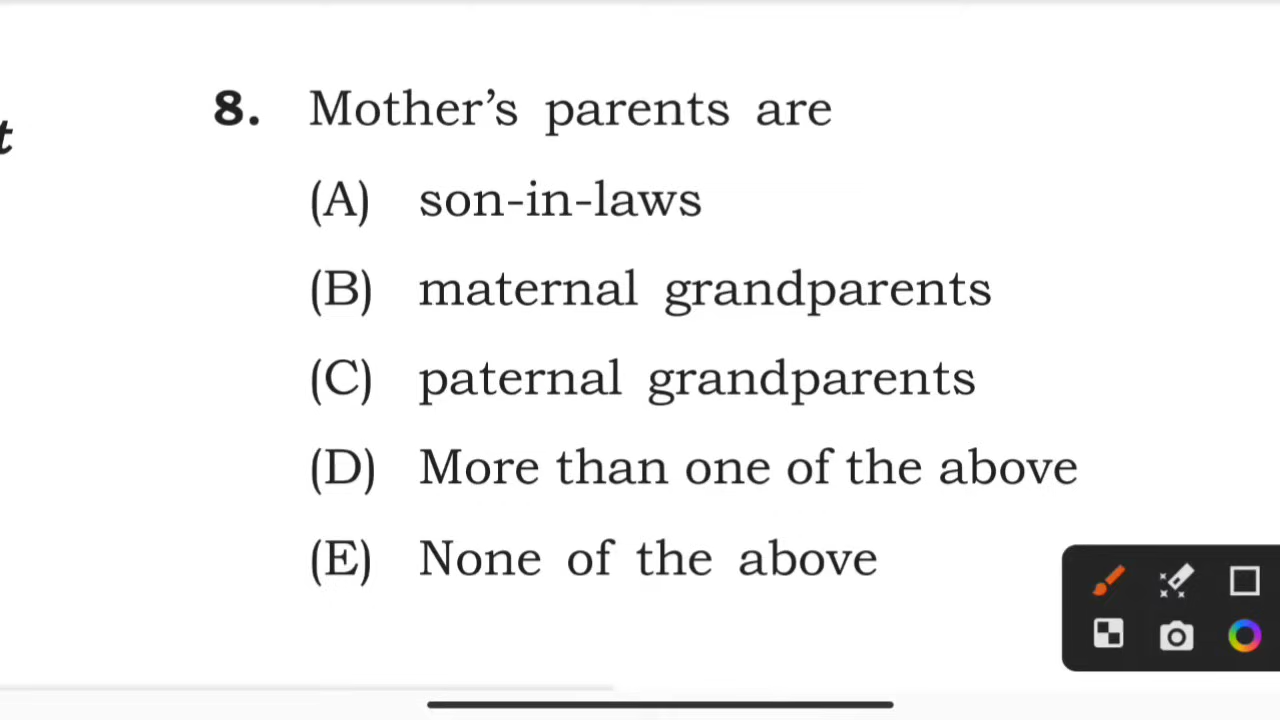 8. Mother’s parents are
(A) son-in-laws
(B) maternal grandparents
(C) paternal grandparents
(D) More than one of the above
(E) None of the above